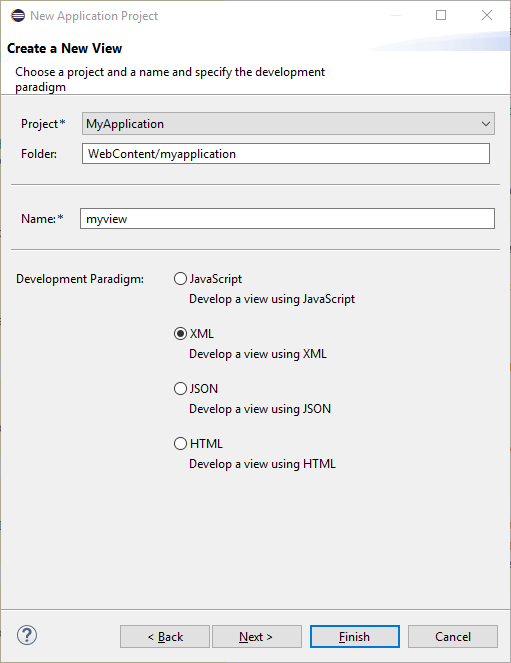 New Application Project
Create a New View
Choose a project and a name and specify the development
paradigm
Project* MyApplication
Folder: WebContent/myapplication
Name:* myview
Development Paradigm: JavaScript
Develop a view using JavaScript
XML
Develop a view using XML
JSON
Develop a view using JSON
HTML
Develop a view using HTML
? < Back Next > Finish Cancel